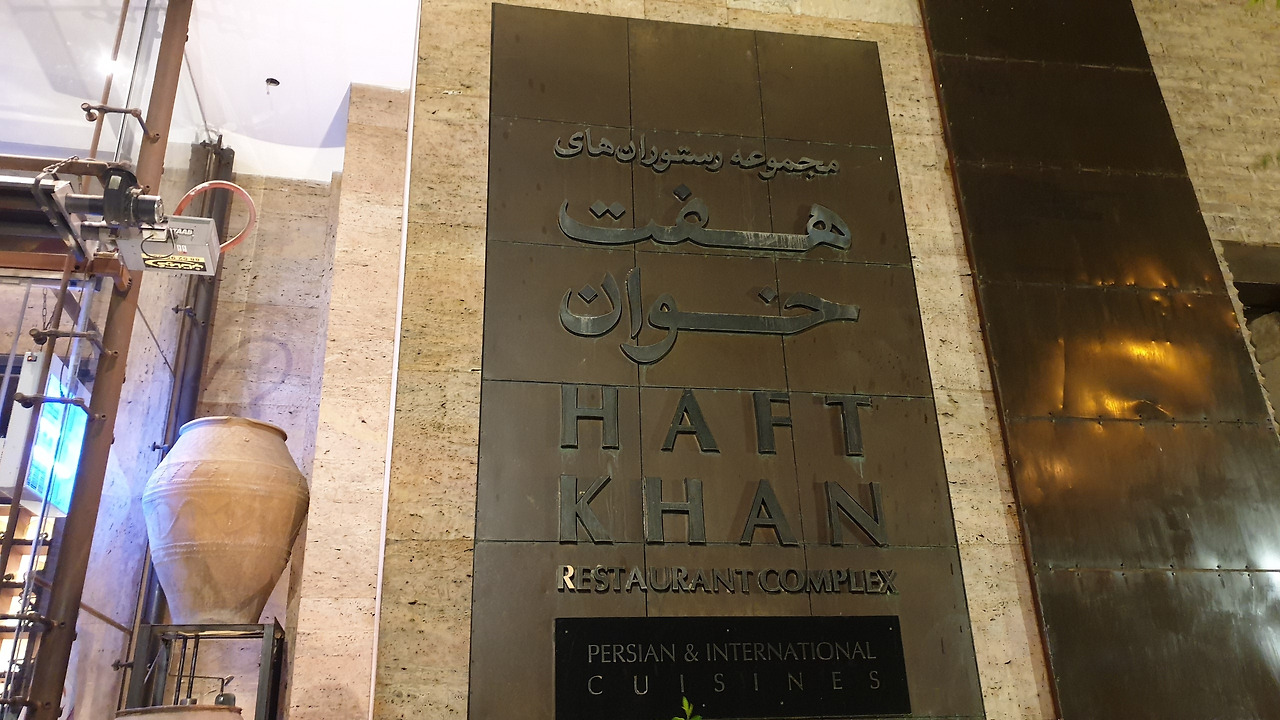 مجموعه رستوران‌های
هفت
خوان
HAFT
KHAN
RESTAURANT COMPLEX
PERSIAN & INTERNATIONAL
CUISINES